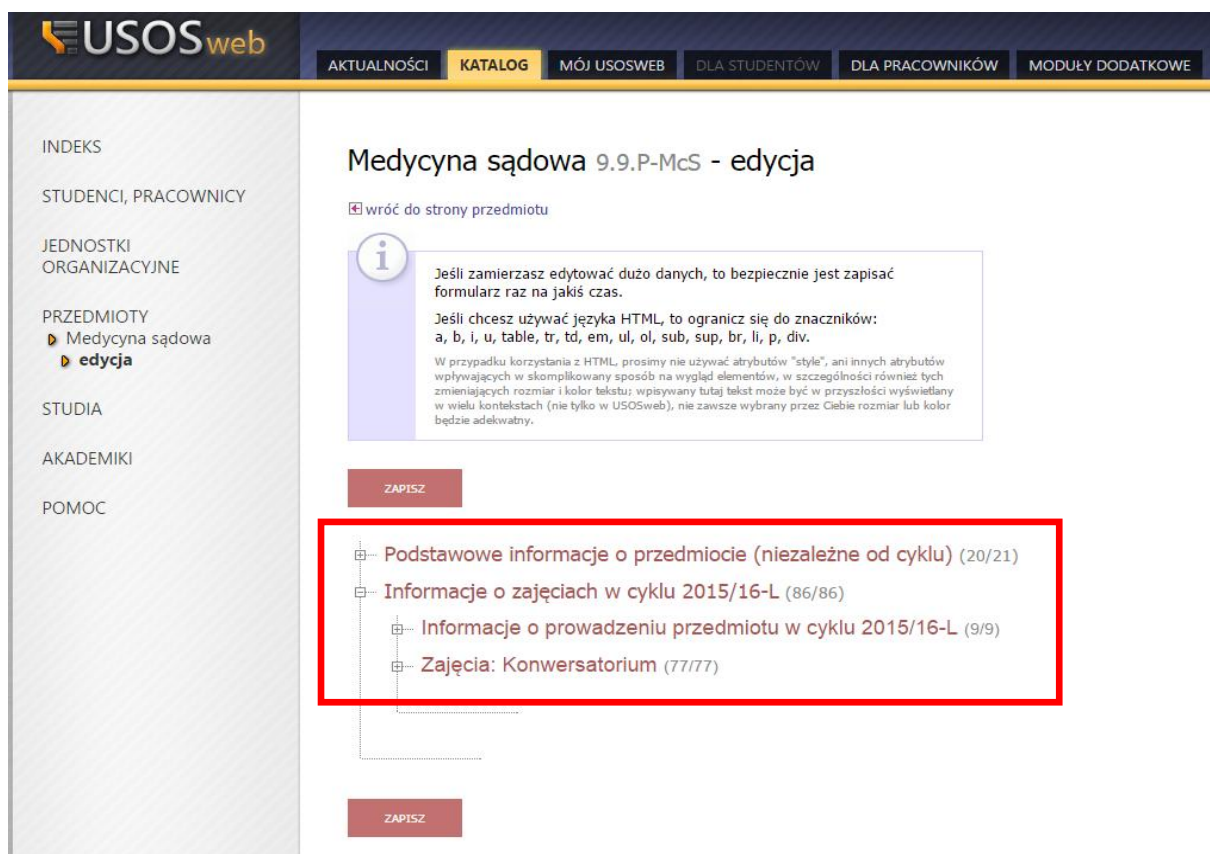 USOSweb
AKTUALNOŚCI KATALOG MÓJ USOSWEB DLA STUDENTÓW DLA PRACOWNIKÓW MODUŁY DODATKOWE
INDEKS
STUDENCI, PRACOWNICY
JEDNOSTKI
ORGANIZACYJNE
PRZEDMIOTY
Medycyna sądowa
edycja
STUDIA
AKADEMIKI
POMOC
Medycyna sądowa 9.9.P-McS - edycja
wróć do strony przedmiotu
i
Jeśli zamierzasz edytować dużo danych, to bezpiecznie jest zapisać
formularz raz na jakiś czas.
Jeśli chcesz używać języka HTML, to ogranicz się do znaczników:
a, b, i, u, table, tr, td, em, ul, ol, sub, sup, br, li, p, div.
W przypadku korzystania z HTML, prosimy nie używać atrybutów "style", ani innych atrybutów
wpływających w skomplikowany sposób na wygląd elementów, w szczególności również tych
zmieniających rozmiar i kolor tekstu; wpisywany tutaj tekst może być w przyszłości wyświetlany
w wielu kontekstach (nie tylko w USOSweb), nie zawsze wybrany przez Ciebie rozmiar lub kolor
będzie adekwatny.
ZAPISZ
Podstawowe informacje o przedmiocie (niezależne od cyklu) (20/21)
Informacje o zajęciach w cyklu 2015/16-L (86/86)
Informacje o prowadzeniu przedmiotu w cyklu 2015/16-L (9/9)
Zajęcia: Konwersatorium (77/77)
ZAPISZ